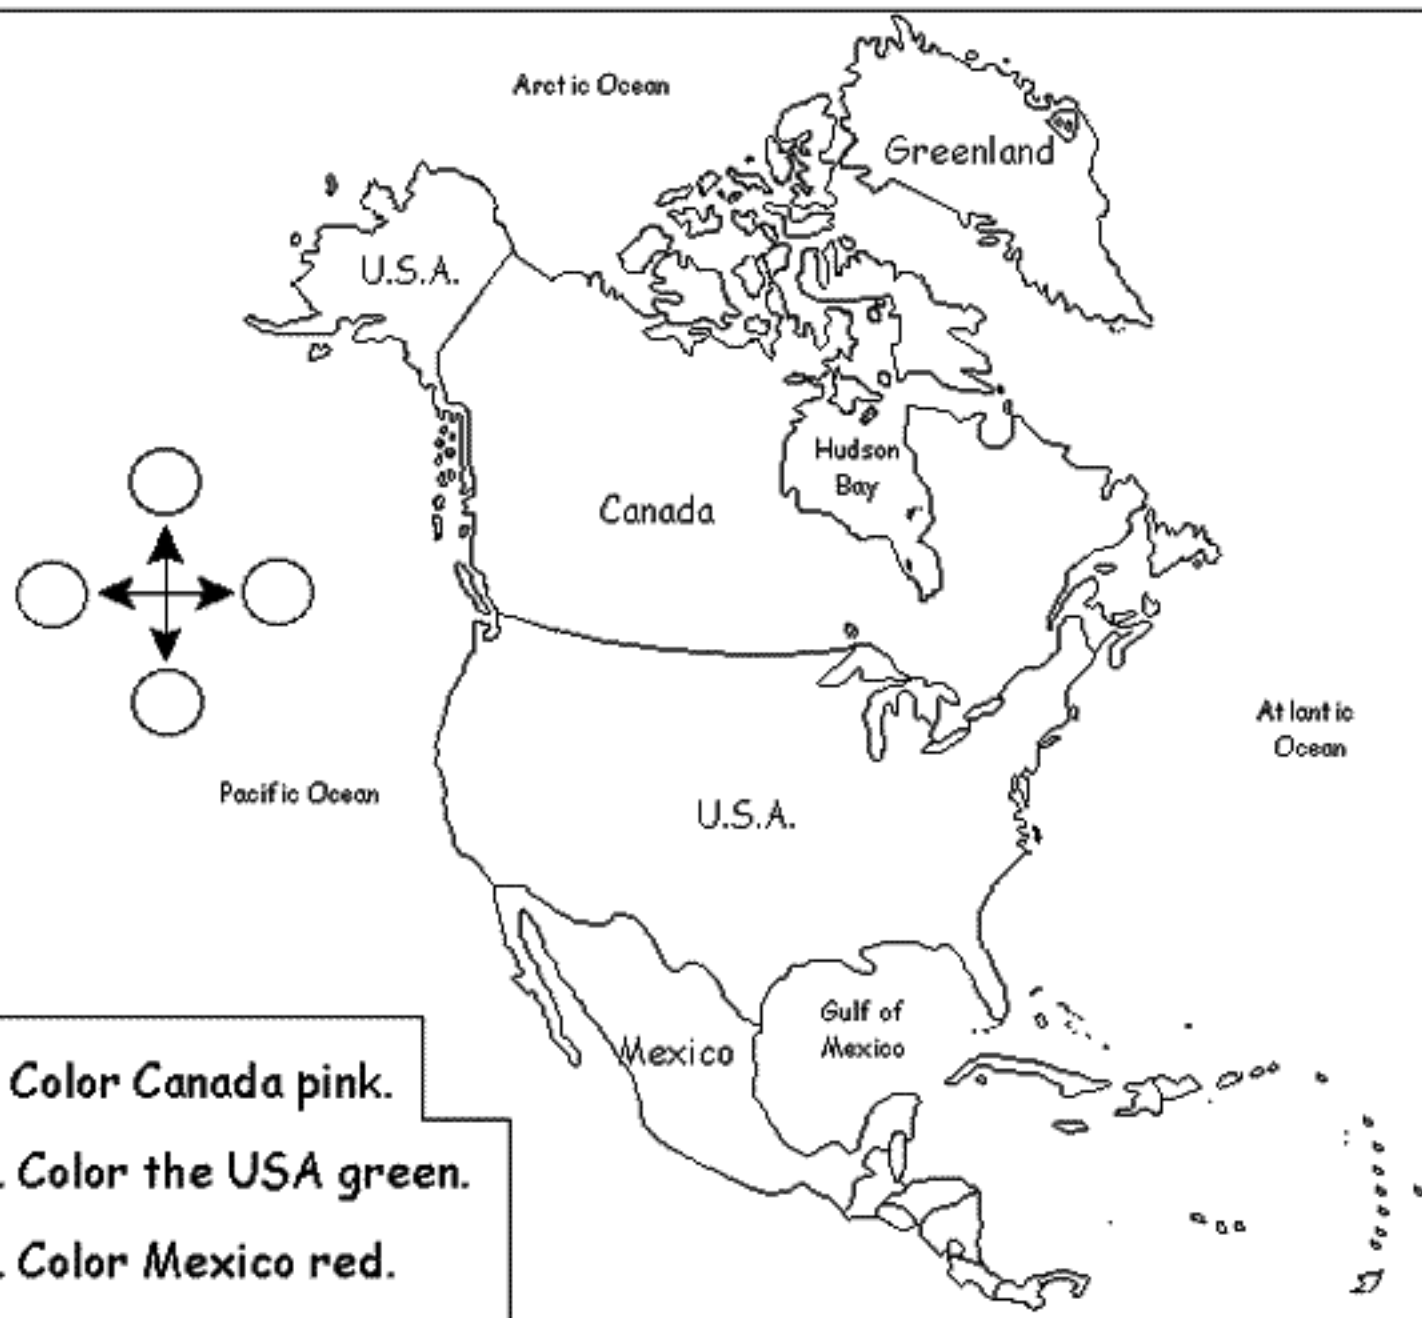 Arctic Ocean
Greenland
U.S.A.
Hudson
Bay
Canada
Atlantic
Ocean
Pacific Ocean
U.S.A.
Gulf of
Mexico
Mexico
Color Canada pink.
. Color the USA green.
. Color Mexico red.